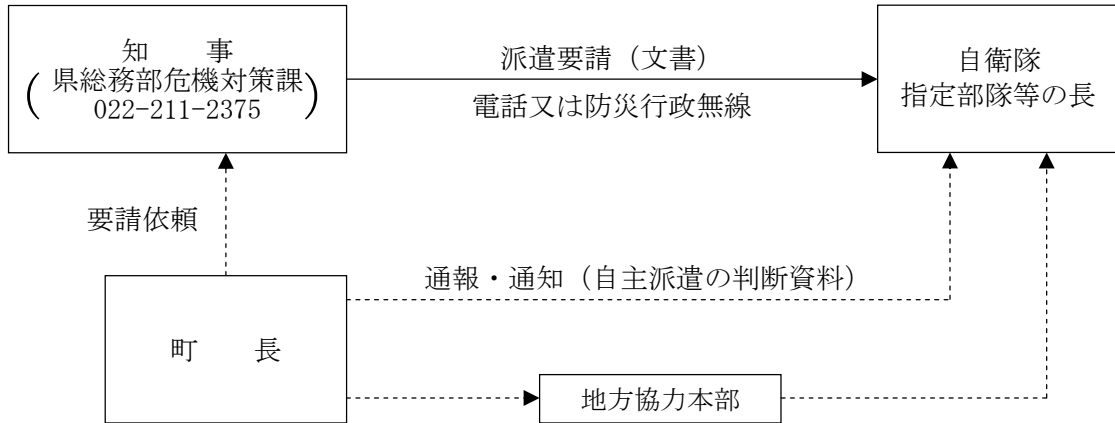 知　　事
(県総務部危機対策課
022-211-2375)
派遣要請（文書）
電話又は防災行政無線
自衛隊
指定部隊等の長
要請依頼
通報・通知（自主派遣の判断資料）
町　　長
地方協力本部